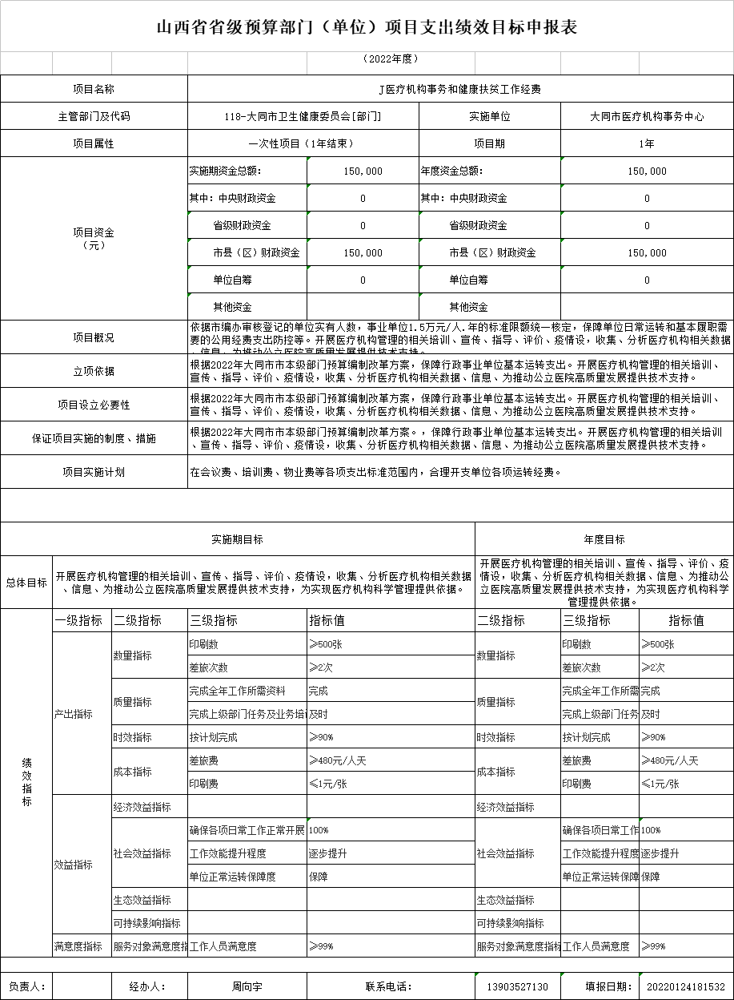 山西省省级预算部门（单位）项目支出绩效目标申报表
（2022年度）
项目名称 J医疗机构事务和健康扶贫工作经费
主管部门及代码 118-大同市卫生健康委员会[部门] 实施单位 大同市医疗机构事务中心
项目属性 一次性项目（1年结束） 项目期 1年
项目资金
（元）
实施期资金总额： 150,000 年度资金总额： 150,000
其中：中央财政资金 0 其中：中央财政资金 0
省级财政资金 0 省级财政资金 0
市县（区）财政资金 150,000 市县（区）财政资金 150,000
单位自筹 0 单位自筹 0
其他资金 其他资金
项目概况
依据市编办审核登记的单位实有人数，事业单位1.5万元/人.年的标准限额统一核定，保障单位日常运转和基本履职需
要的公用经费支出防控等。开展医疗机构管理的相关培训、宣传、指导、评价、疫情设，收集、分析医疗机构相关数据
、信息、为推动公立医院高质量发展提供技术支持。
立项依据
根据2022年大同市市本级部门预算编制改革方案，保障行政事业单位基本运转支出。开展医疗机构管理的相关培训、
宣传、指导、评价、疫情设，收集、分析医疗机构相关数据、信息、为推动公立医院高质量发展提供技术支持。
项目设立必要性
根据2022年大同市市本级部门预算编制改革方案，保障行政事业单位基本运转支出。开展医疗机构管理的相关培训、
宣传、指导、评价、疫情设，收集、分析医疗机构相关数据、信息、为推动公立医院高质量发展提供技术支持。
保证项目实施的制度、措施
根据2022年大同市市本级部门预算编制改革方案。，保障行政事业单位基本运转支出。开展医疗机构管理的相关培训
、宣传、指导、评价、疫情设，收集、分析医疗机构相关数据、信息、为推动公立医院高质量发展提供技术支持。
项目实施计划 在会议费、培训费、物业费等各项支出标准范围内，合理开支单位各项运转经费。
实施期目标 年度目标
总体目标
开展医疗机构管理的相关培训、宣传、指导、评价、疫情设，收集、分析医疗机构相关数据
、信息、为推动公立医院高质量发展提供技术支持，为实现医疗机构科学管理提供依据。
开展医疗机构管理的相关培训、宣传、指导、评价、疫
情设，收集、分析医疗机构相关数据、信息、为推动公
立医院高质量发展提供技术支持，为实现医疗机构科学
管理提供依据。
绩效指标
一级指标 二级指标 三级指标 指标值 二级指标 三级指标 指标值
产出指标
数量指标 印刷数 ≥500张 数量指标 印刷数 ≥500张
差旅次数 ≥2次 差旅次数 ≥2次
质量指标 完成全年工作所需资料 完成 质量指标 完成全年工作所需 完成
完成上级部门任务及业务培 及时 完成上级部门任务 及时
时效指标 按计划完成 ≥90% 时效指标 按计划完成 ≥90%
成本指标 差旅费 ≥480元/人天 成本指标 差旅费 ≥480元/人天
印刷费 ≤1元/张 印刷费 ≤1元/张
效益指标
经济效益指标 经济效益指标
社会效益指标 确保各项日常工作正常开展 100% 社会效益指标 确保各项日常工作 100%
工作效能提升程度 逐步提升 工作效能提升程度 逐步提升
单位正常运转保障度 保障 单位正常运转保障 保障
生态效益指标 生态效益指标
可持续影响指标 可持续影响指标
满意度指标 服务对象满意度指 工作人员满意度 ≥99% 服务对象满意度指标 工作人员满意度 ≥99%
负责人： 经办人： 周向宇 联系电话： 13903527130 填报日期： 20220124181532